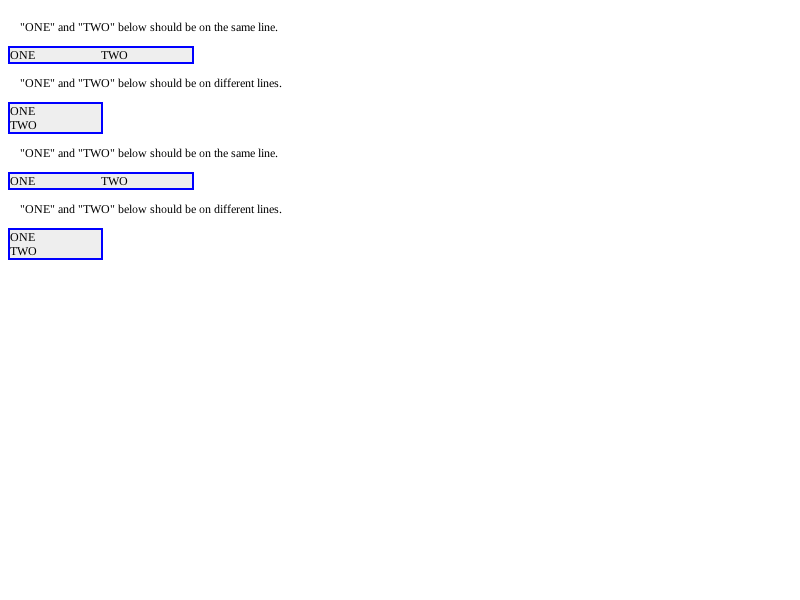 "ONE" and "TWO" below should be on the same line.
ONE TWO
"ONE" and "TWO" below should be on different lines.
ONE
TWO
"ONE" and "TWO" below should be on the same line.
ONE TWO
"ONE" and "TWO" below should be on different lines.
ONE
TWO